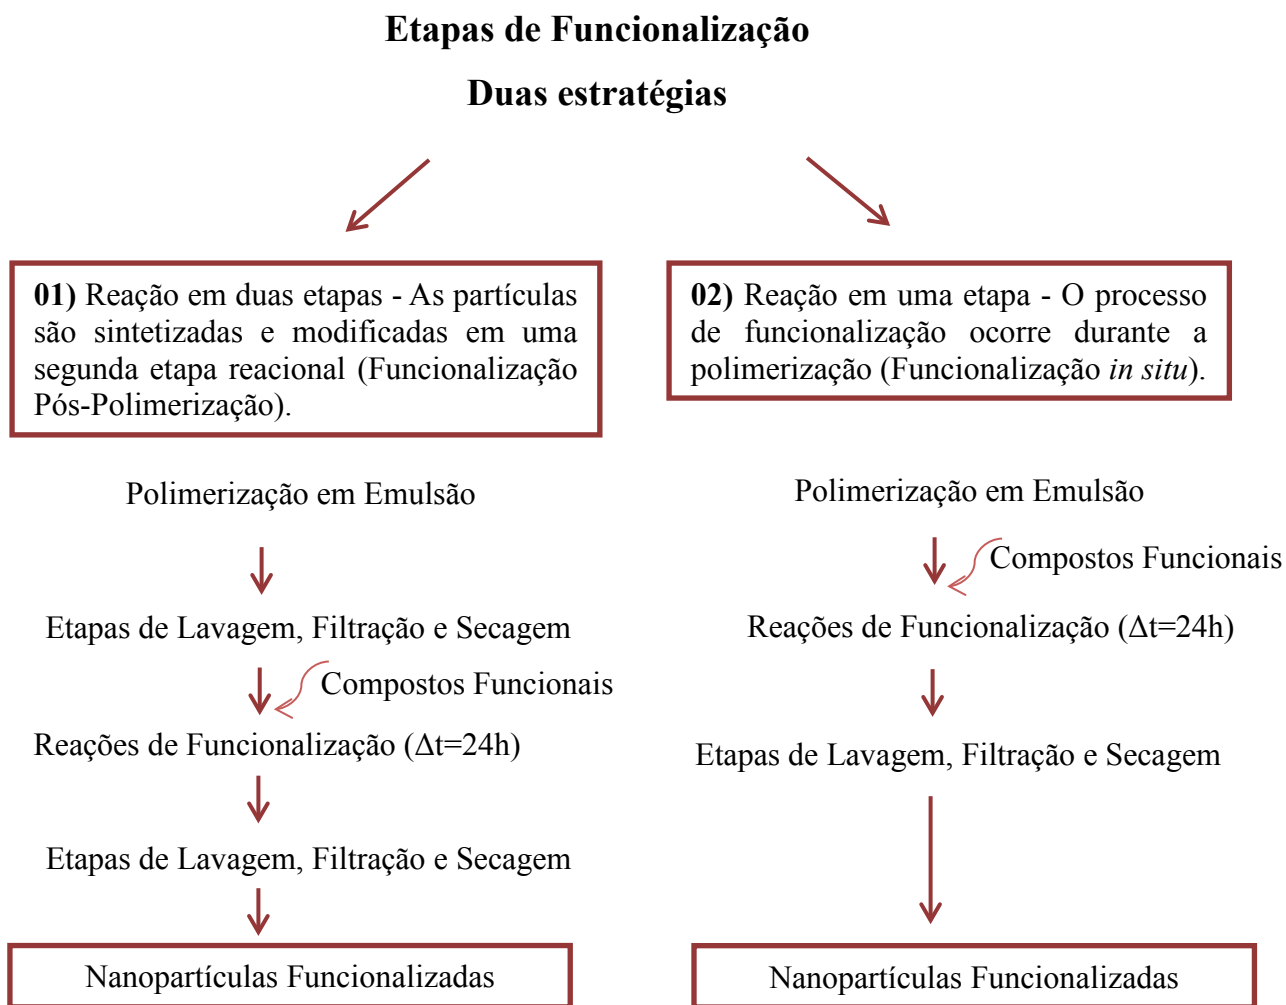 Etapas de Funcionalização
Duas estratégias
01) Reação em duas etapas - As partículas
são sintetizadas e modificadas em uma
segunda etapa reacional (Funcionalização
Pós-Polimerização).
Polimerização em Emulsão
Etapas de Lavagem, Filtração e Secagem
Compostos Funcionais
Reações de Funcionalização (Δt=24h)
Etapas de Lavagem, Filtração e Secagem
Nanopartículas Funcionalizadas
02) Reação em uma etapa - O processo
de funcionalização ocorre durante a
polimerização (Funcionalização in situ).
Polimerização em Emulsão
Compostos Funcionais
Reações de Funcionalização (Δt=24h)
Etapas de Lavagem, Filtração e Secagem
Nanopartículas Funcionalizadas